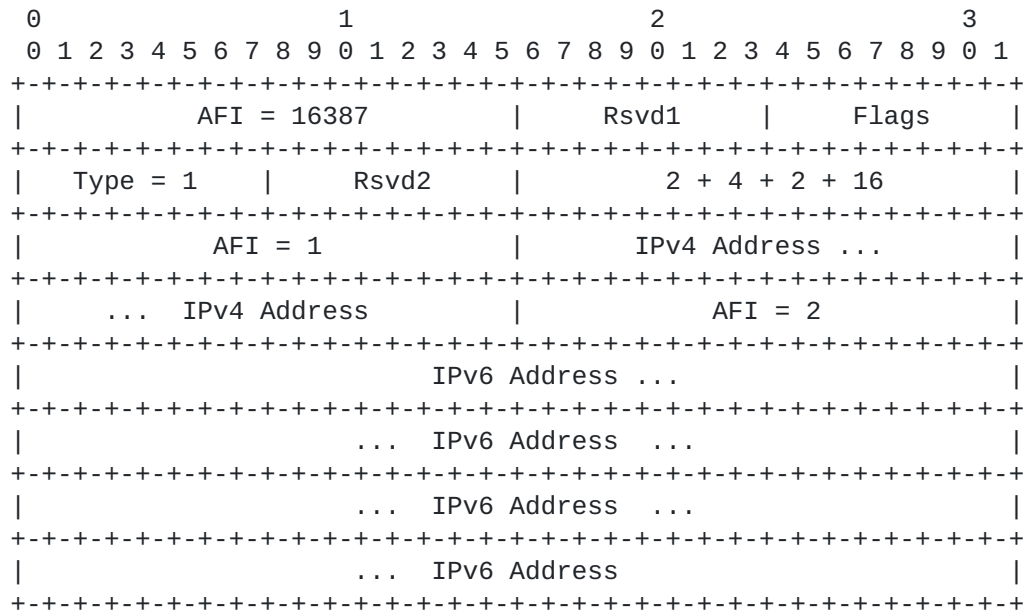 0                   1                   2                   3
 0 1 2 3 4 5 6 7 8 9 0 1 2 3 4 5 6 7 8 9 0 1 2 3 4 5 6 7 8 9 0 1
+-+-+-+-+-+-+-+-+-+-+-+-+-+-+-+-+-+-+-+-+-+-+-+-+-+-+-+-+-+-+-+-+
|           AFI = 16387         |     Rsvd1     |     Flags     |
+-+-+-+-+-+-+-+-+-+-+-+-+-+-+-+-+-+-+-+-+-+-+-+-+-+-+-+-+-+-+-+-+
|   Type = 1    |     Rsvd2     |         2 + 4 + 2 + 16        |
+-+-+-+-+-+-+-+-+-+-+-+-+-+-+-+-+-+-+-+-+-+-+-+-+-+-+-+-+-+-+-+-+
|            AFI = 1            |       IPv4 Address ...        |
+-+-+-+-+-+-+-+-+-+-+-+-+-+-+-+-+-+-+-+-+-+-+-+-+-+-+-+-+-+-+-+-+
|     ...  IPv4 Address         |            AFI = 2            |
+-+-+-+-+-+-+-+-+-+-+-+-+-+-+-+-+-+-+-+-+-+-+-+-+-+-+-+-+-+-+-+-+
|                          IPv6 Address ...                     |
+-+-+-+-+-+-+-+-+-+-+-+-+-+-+-+-+-+-+-+-+-+-+-+-+-+-+-+-+-+-+-+-+
|                     ...  IPv6 Address  ...                    |
+-+-+-+-+-+-+-+-+-+-+-+-+-+-+-+-+-+-+-+-+-+-+-+-+-+-+-+-+-+-+-+-+
|                     ...  IPv6 Address  ...                    |
+-+-+-+-+-+-+-+-+-+-+-+-+-+-+-+-+-+-+-+-+-+-+-+-+-+-+-+-+-+-+-+-+
|                     ...  IPv6 Address                         |
+-+-+-+-+-+-+-+-+-+-+-+-+-+-+-+-+-+-+-+-+-+-+-+-+-+-+-+-+-+-+-+-+